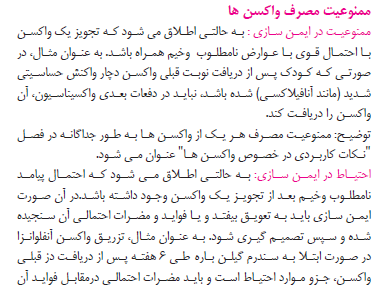 ممنوعیت مصرف واکسن ها
ممنوعیت در ایمن سازی : به حالتی اطلاق می شود که تجویز یک واکسن
با احتمال قوی با عوارض نامطلوب وخیم همراه باشد. به عنوان مثال، در
صورتی که کودک پس از دریافت نوبت قبلی واکسن دچار واکنش حساسیتی
شدید (مانند آنافیلاکسی) شده باشد، نباید در دفعات بعدی واکسیناسیون، آن
واکسن را دریافت کند.
توضیح: ممنوعیت مصرف هر یک از واکسن ها به طور جداگانه در فصل
"نکات کاربردی در خصوص واکسن ها" عنوان می شود.
احتیاط در ایمن سازی: به حالتی اطلاق می شود که احتمال پیامد
نامطلوب وخیم بعد از تجویز یک واکسن وجود داشته باشد.در آن صورت
ایمن سازی باید به تعویق بیفتد و یا فواید و مضرات احتمالی آن سنجیده
شده و سپس تصمیم گیری شود. به عنوان مثال، تزریق واکسن آنفلوانزا
در صورت ابتلا به سندرم گیلن باره طی ۶ هفته پس از دریافت دز قبلی
واکسن، جزو موارد احتیاط است و باید مضرات احتمالی درمقابل فواید آن